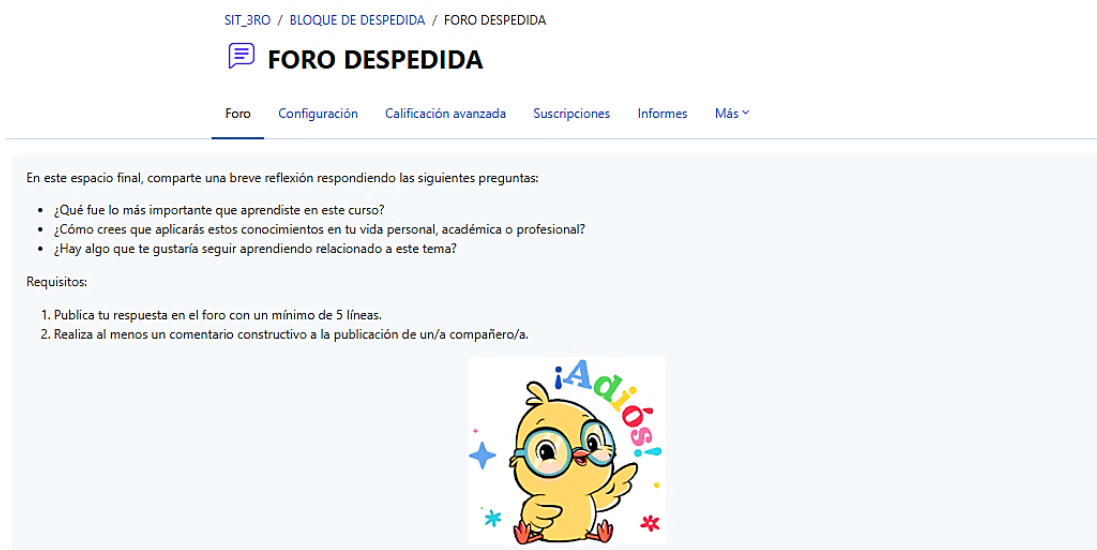 SIT_3RO / BLOQUE DE DESPEDIDA / FORO DESPEDIDA
FORO DESPEDIDA
Foro Configuración Calificación avanzada Suscripciones Informes Más
En este espacio final, comparte una breve reflexión respondiendo las siguientes preguntas:
• ¿Qué fue lo más importante que aprendiste en este curso?
• ¿Cómo crees que aplicarás estos conocimientos en tu vida personal, académica o profesional?
• ¿Hay algo que te gustaría seguir aprendiendo relacionado a este tema?
Requisitos:
1. Publica tu respuesta en el foro con un mínimo de 5 líneas.
2. Realiza al menos un comentario constructivo a la publicación de un/a compañero/a.
¡Adiós!